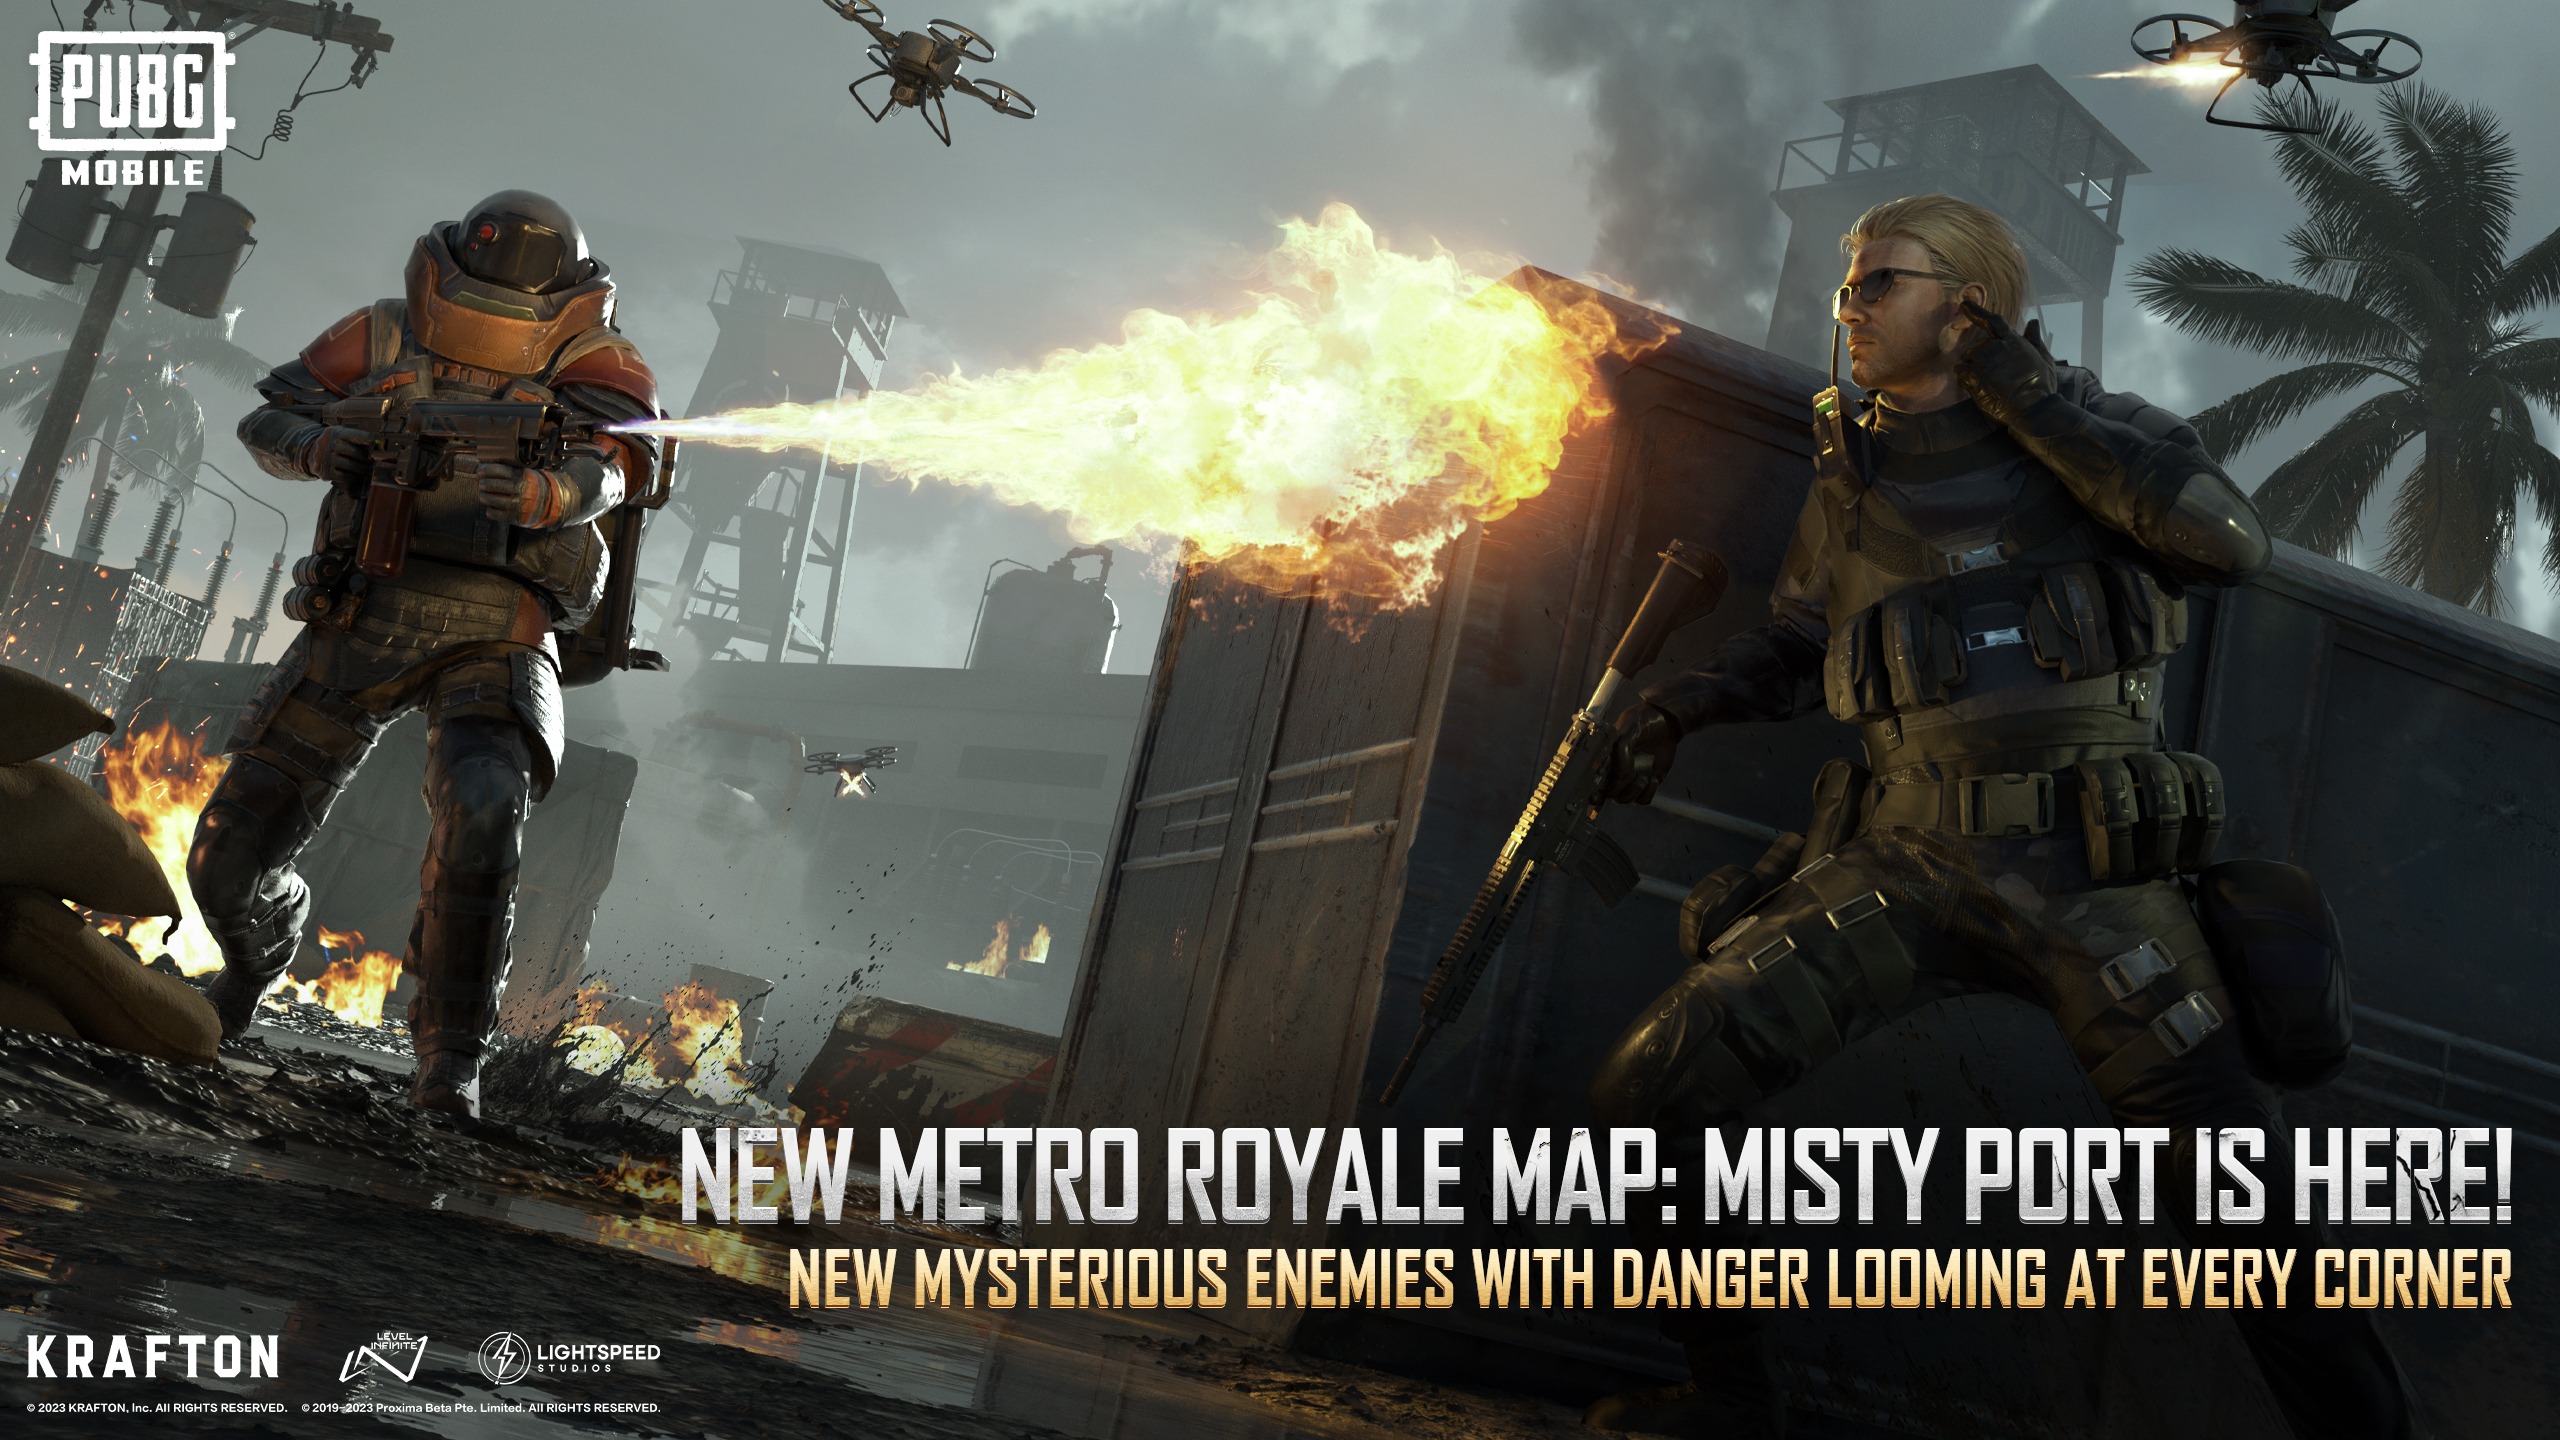 PUBG
MOBILE
NEW METRO ROYALE MAP: MISTY PORT IS HERE!
NEW MYSTERIOUS ENEMIES WITH DANGER LOOMING AT EVERY CORNER
KRAFTON
LEVEL
INFINITE
LIGHTSPEED
STUDIOS
© 2023 KRAFTON, Inc. All RIGHTS RESERVED. © 2019-2023 Proxima Beta Pte. Limited. All RIGHTS RESERVED.